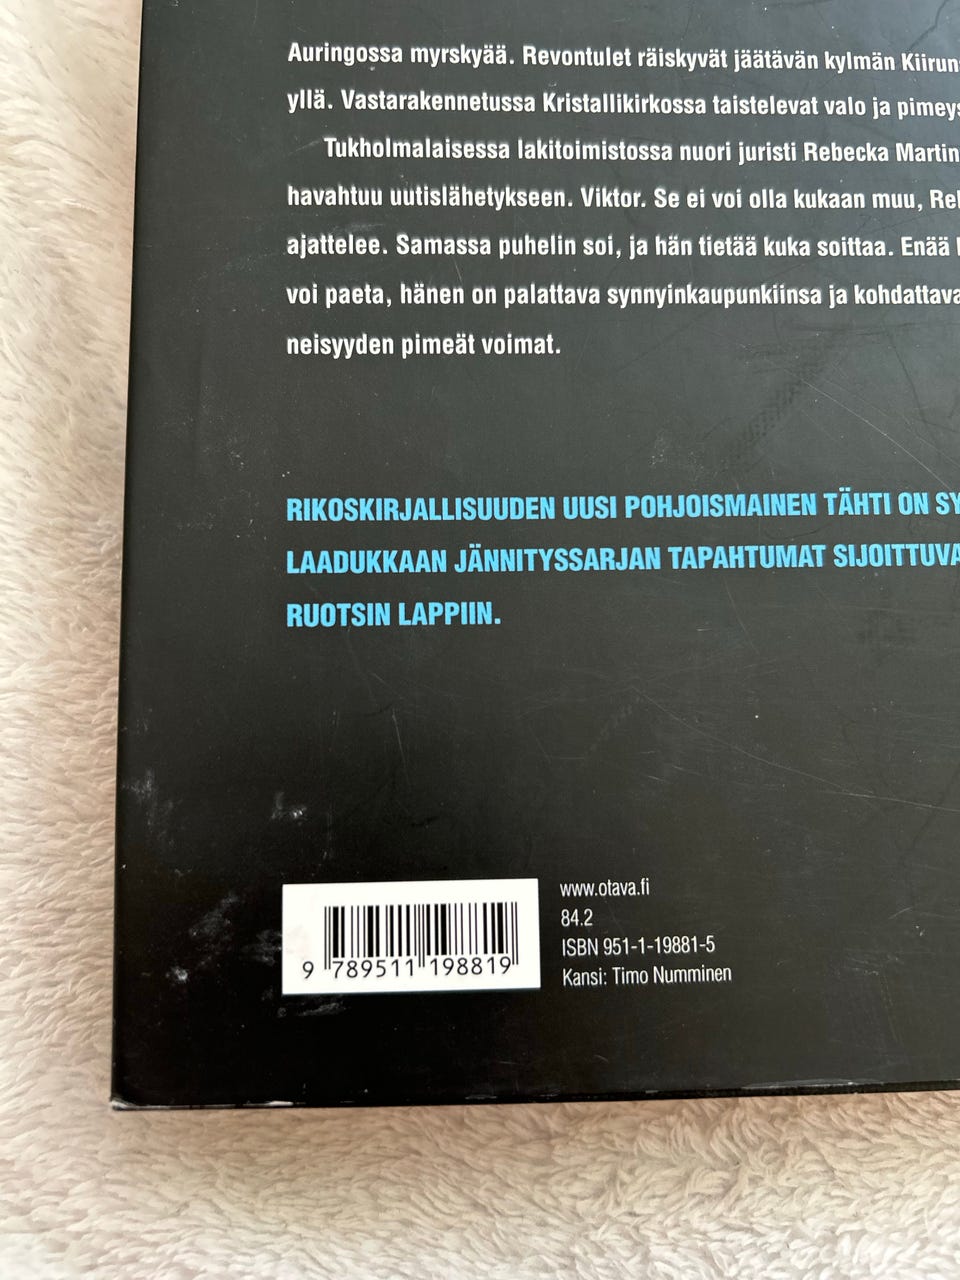 Auringossa myrskyää. Revontulet räiskyvät jäätävän kylmän
yllä. Vastarakennetussa Kristallikirkossa taistelevat valo ja
Tukholmalaisessa lakitoimistossa nuori juristi Rebecka
havahtuu uutislähetykseen. Viktor. Se ei voi olla kukaan muu,
ajattelee. Samassa puhelin soi, ja hän tietää kuka soittaa. Enää
voi paeta, hänen on palattava synnyinkaupunkiinsa ja kohdattava
neisyyden pimeät voimat.
RIKOSKIRJALLISUUDEN UUSI POHJOISMAINEN TÄHTI ON
LAADUKKAAN JÄNNITYSSARJAN TAPAHTUMAT
RUOTSIN LAPPIIN.
www.otava.fi
84.2
ISBN 951-1-19881-5
Kansi: Timo Numminen
9 789511 198819